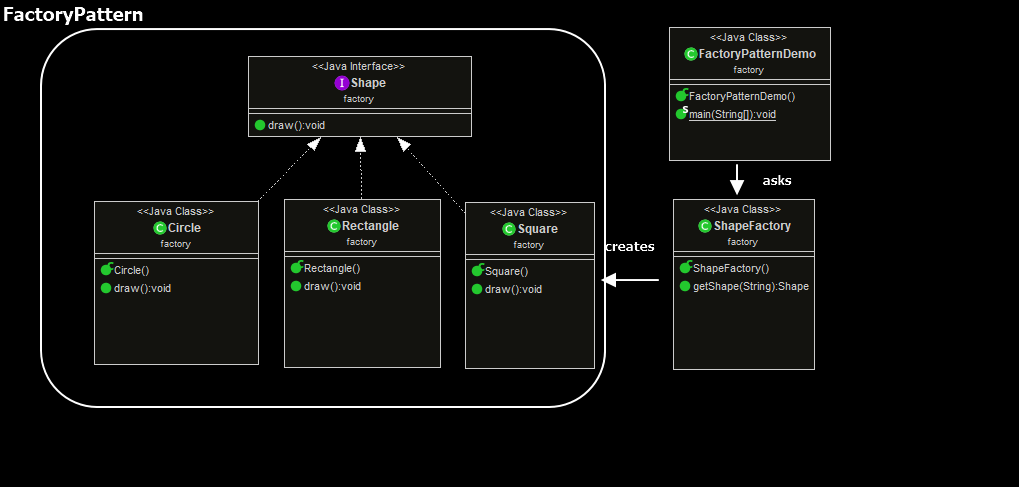 FactoryPattern
<<Java Interface>>
I Shape
factory
draw():void
<<Java Class>>
C Circle
factory
Circle()
draw():void
<<Java Class>>
C Rectangle
factory
Rectangle()
draw():void
<<Java Class>>
C Square
factory
Square()
draw():void
<<Java Class>>
C FactoryPatternDemo
factory
FactoryPatternDemo()
S main(String[]):void
asks
creates
<<Java Class>>
C ShapeFactory
factory
ShapeFactory()
getShape(String):Shape